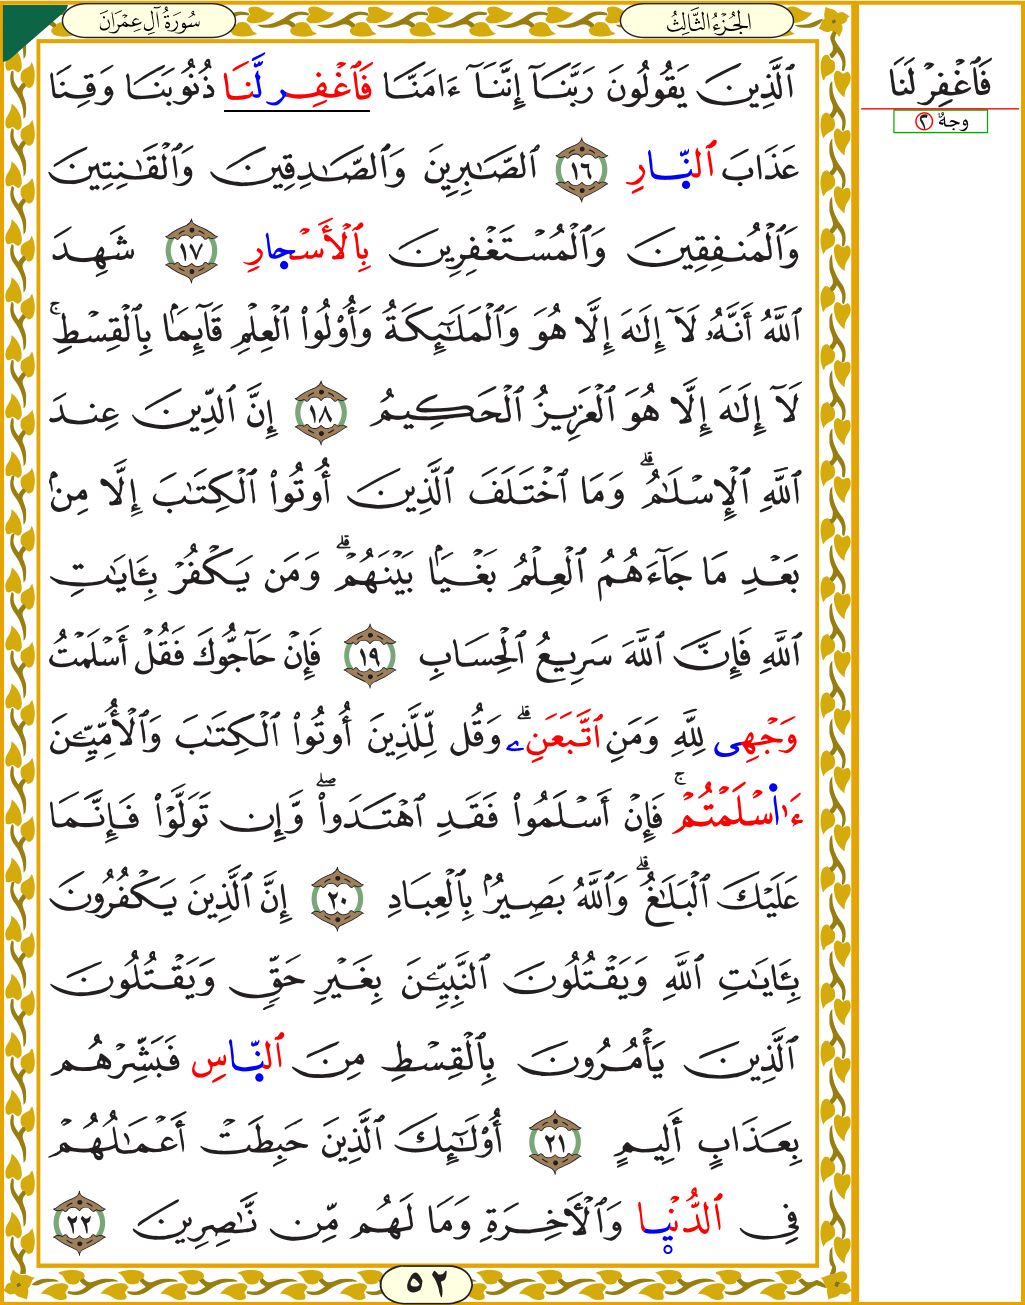 سُورَةُ آلِ عِمْرَانَ
الجُزْءُ الثَّالِثُ
ٱلَّذِينَ يَقُولُونَ رَبَّنَآ إِنَّنَآ ءَامَنَّا فَٱغْفِر لَّنَا ذُنُوبَنَا وَقِنَا
عَذَابَ ٱلنَّارِ ١٦ ٱلصَّٰبِرِينَ وَٱلصَّٰدِقِينَ وَٱلْقَٰنِتِينَ
وَٱلْمُنفِقِينَ وَٱلْمُسْتَغْفِرِينَ بِٱلْأَسْحَارِ ١٧ شَهِدَ
ٱللَّهُ أَنَّهُۥ لَآ إِلَٰهَ إِلَّا هُوَ وَٱلْمَلَٰٓئِكَةُ وَأُو۟لُوا۟ ٱلْعِلْمِ قَآئِمَۢا بِٱلْقِسْطِ ۚ
لَآ إِلَٰهَ إِلَّا هُوَ ٱلْعَزِيزُ ٱلْحَكِيمُ ١٨ إِنَّ ٱلدِّينَ عِندَ
ٱللَّهِ ٱلْإِسْلَٰمُ ۗ وَمَا ٱخْتَلَفَ ٱلَّذِينَ أُوتُوا۟ ٱلْكِتَٰبَ إِلَّا مِنۢ
بَعْدِ مَا جَآءَهُمُ ٱلْعِلْمُ بَغْيَۢا بَيْنَهُمْ ۗ وَمَن يَكْفُرْ بِـَٔايَٰتِ
ٱللَّهِ فَإِنَّ ٱللَّهَ سَرِيعُ ٱلْحِسَابِ ١٩ فَإِنْ حَآجُّوكَ فَقُلْ أَسْلَمْتُ
وَجْهِى لِلَّهِ وَمَنِ ٱتَّبَعَنِۦ ۗ وَقُل لِّلَّذِينَ أُوتُوا۟ ٱلْكِتَٰبَ وَٱلْأُمِّيِّـۧنَ
ءَا۬سْلَمْتُمْ ۚ فَإِنْ أَسْلَمُوا۟ فَقَدِ ٱهْتَدَوا۟ ۖ وَّإِن تَوَلَّوْا۟ فَإِنَّمَا
عَلَيْكَ ٱلْبَلَٰغُ ۗ وَٱللَّهُ بَصِيرٌۢ بِٱلْعِبَادِ ٢٠ إِنَّ ٱلَّذِينَ يَكْفُرُونَ
بِـَٔايَٰتِ ٱللَّهِ وَيَقْتُلُونَ ٱلنَّبِيِّـۧنَ بِغَيْرِ حَقٍّ وَيَقْتُلُونَ
ٱلَّذِينَ يَأْمُرُونَ بِٱلْقِسْطِ مِنَ ٱلنَّاسِ فَبَشِّرْهُم
بِعَذَابٍ أَلِيمٍ ٢١ أُو۟لَٰٓئِكَ ٱلَّذِينَ حَبِطَتْ أَعْمَٰلُهُمْ
فِى ٱلدُّنْيَا وَٱلْءَاخِرَةِ وَمَا لَهُم مِّن نَّٰصِرِينَ ٢٢
٥٢
فَٱغْفِرْ لَنَا
وجهٌ ٢